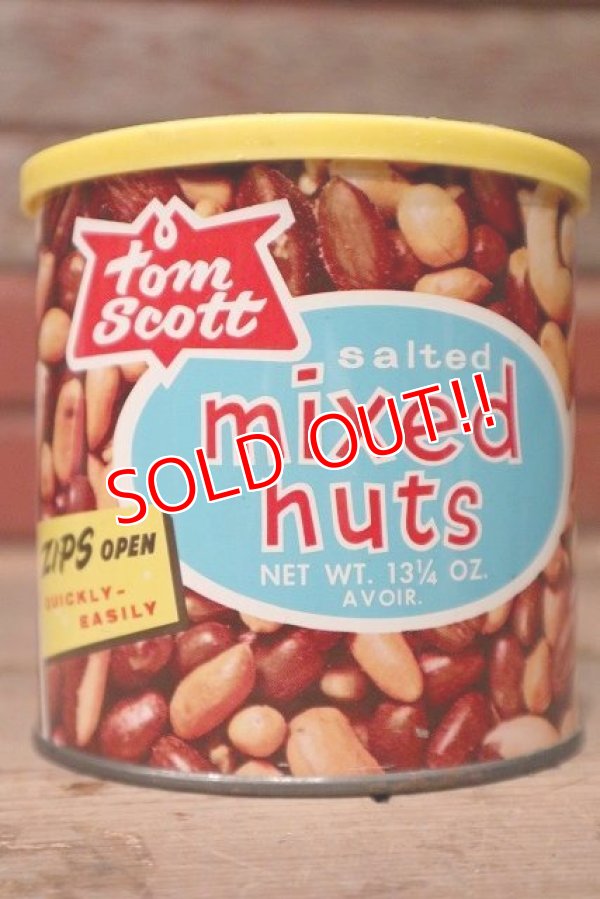 tom
scott
salted
mixed
nuts
SOLD OUT!!
NET WT. 13¼ OZ.
AVOIR.
ZIPS OPEN
QUICKLY-
EASILY